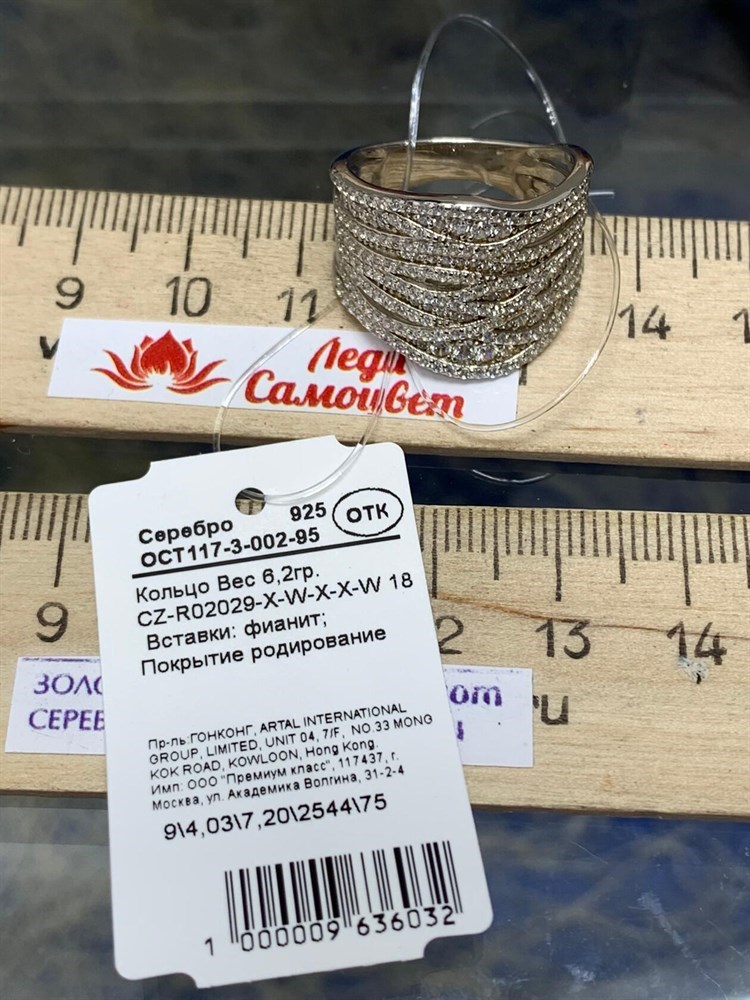 9 10 11 14
Леди
Самоцвет
Серебро 925 ОТК
ОСТ117-3-002-95
Кольцо Вес 6,2гр.
CZ-R02029-X-W-X-X-W 18
Вставки: фианит;
Покрытие родирование
Пр-ль:ГОНКОНГ, ARTAL INTERNATIONAL
GROUP, LIMITED, UNIT 04, 7/F, NO.33 MONG
KOK ROAD, KOWLOON, Hong Kong.
Имп: ООО "Премиум класс", 117437, г.
Москва, ул. Академика Волгина, 31-2-4
9\4,03\7,20\2544\75
1 000009 636032
9 2 13 14
ЗОЛО
СЕРЕБ